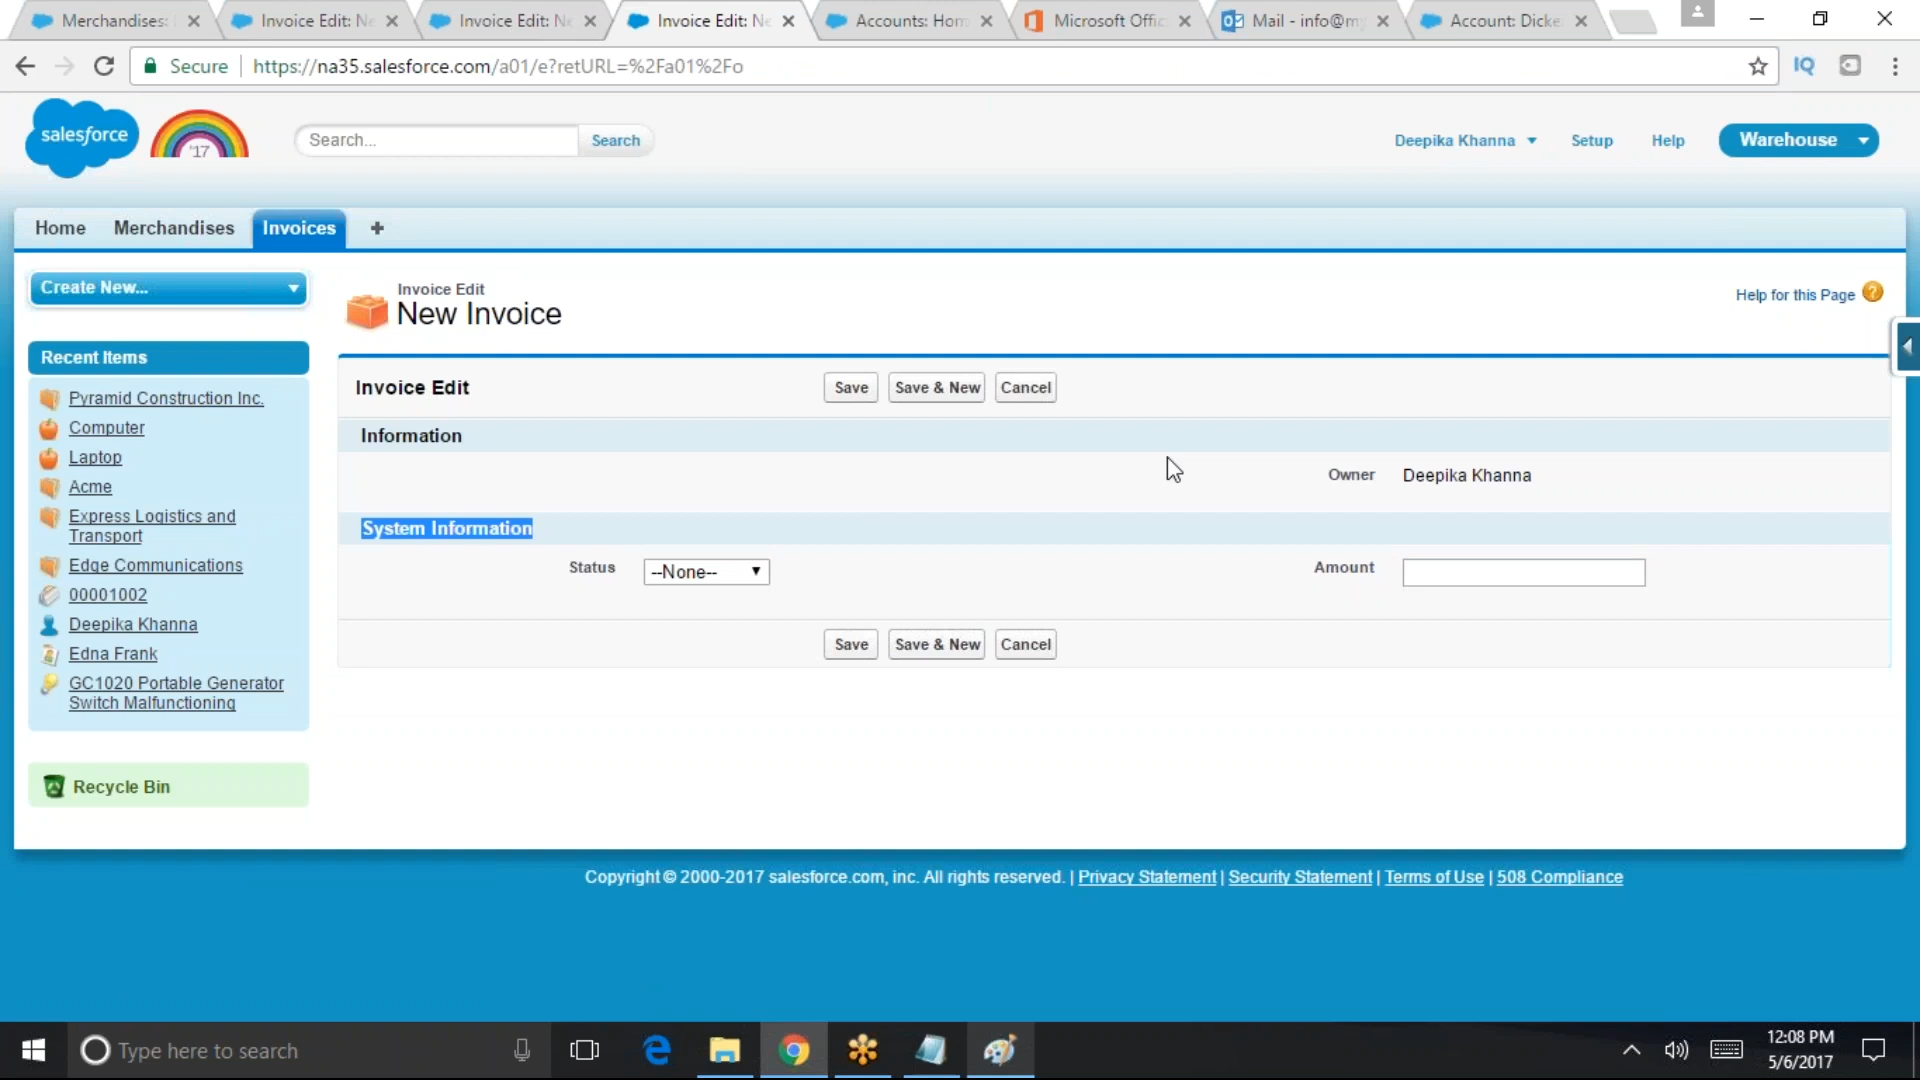 Merchandises:
Invoice Edit: Ne
Invoice Edit: Ne
Invoice Edit: Ne
Accounts: Hom
Microsoft Offic
Mail - info@my
Account: Dicke
Secure
https://na35.salesforce.com/a01/e?retURL=%2Fa01%2Fo
IQ
salesforce
'17
Search...
Search
Deepika Khanna
Setup
Help
Warehouse
Home
Merchandises
Invoices
+
Create New...
Invoice Edit
New Invoice
Help for this Page
?
Recent Items
Pyramid Construction Inc.
Computer
Laptop
Acme
Express Logistics and
Transport
Edge Communications
00001002
Deepika Khanna
Edna Frank
GC1020 Portable Generator
Switch Malfunctioning
Recycle Bin
Invoice Edit
Save
Save & New
Cancel
Information
Owner
Deepika Khanna
System Information
Status
--None--
Amount
Save
Save & New
Cancel
Copyright © 2000-2017 salesforce.com, inc. All rights reserved. | Privacy Statement | Security Statement | Terms of Use | 508 Compliance
Type here to search
12:08 PM
5/6/2017